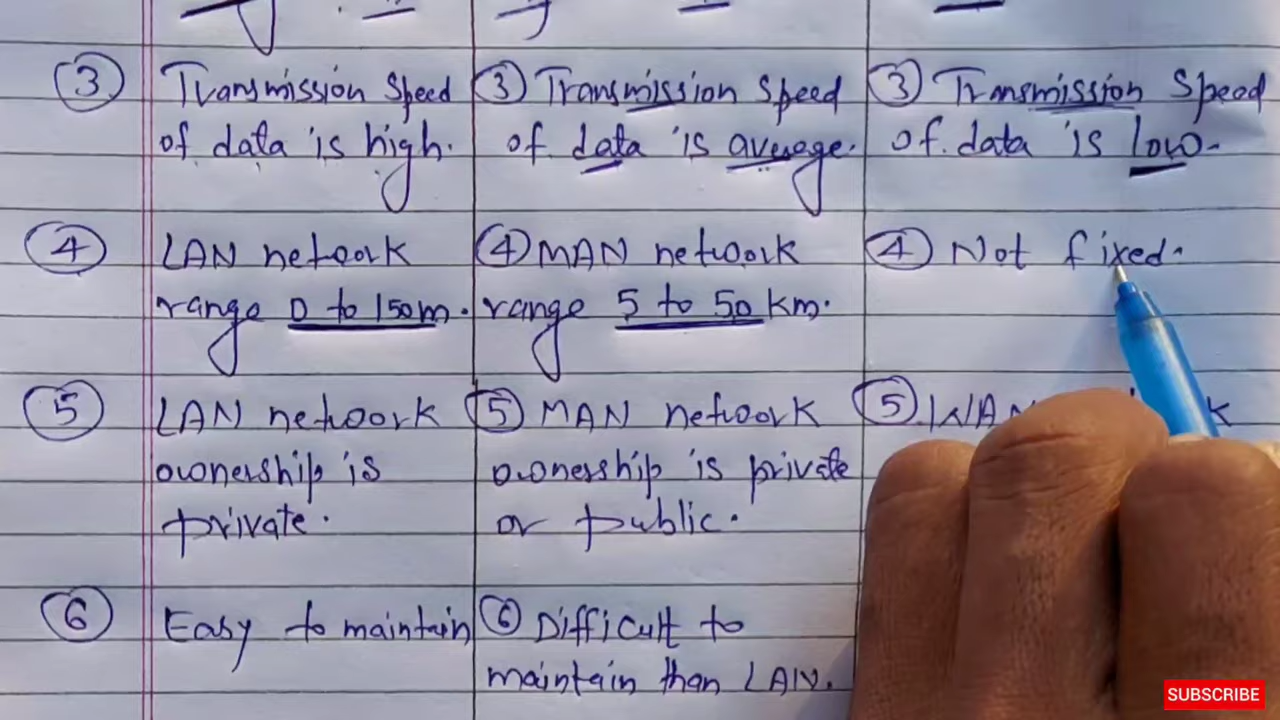 ③ Transmission Speed
of data is high.
③ Transmission Speed
of data is average.
③ Transmission Speed
of data is low.
④ LAN network
range 0 to 150m.
④ MAN network
range 5 to 50 km.
④ Not fixed.
⑤ LAN network
ownership is
private.
⑤ MAN network
ownership is private
or public.
⑤ WAN
⑥ Easy to maintain
⑥ Difficult to
maintain than LAN.
SUBSCRIBE